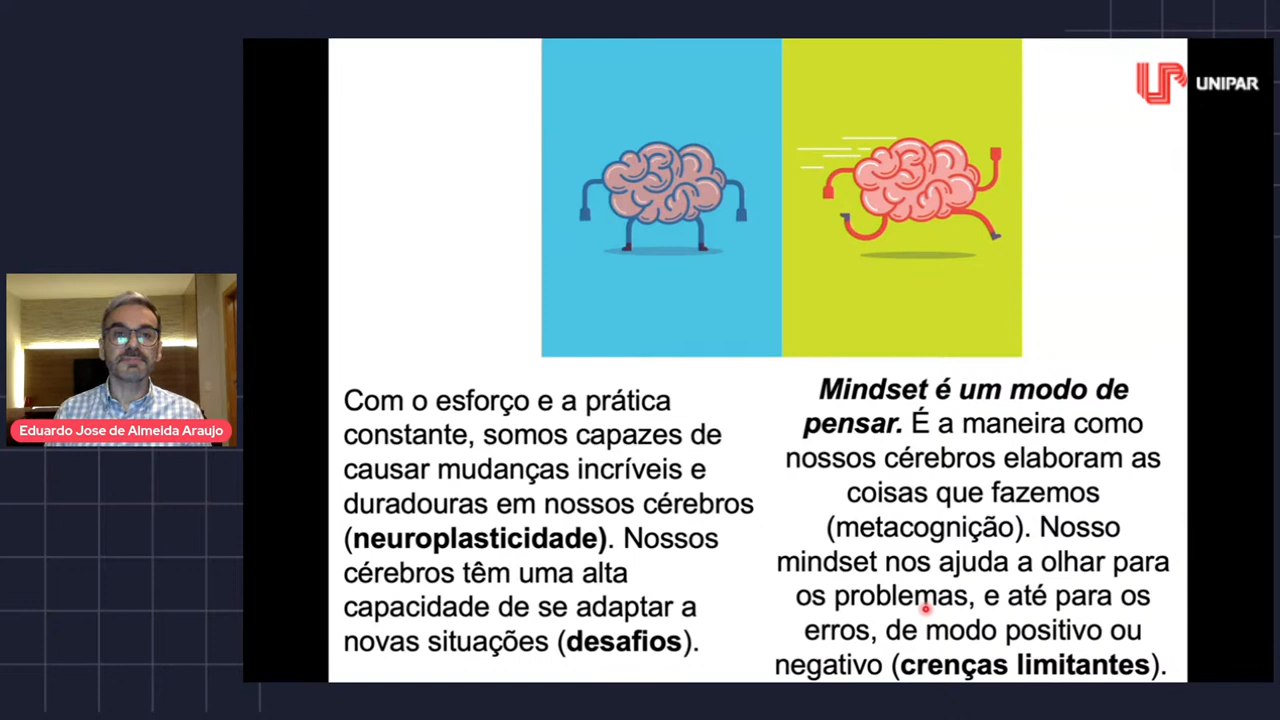 UNIPAR
Eduardo Jose de Almeida Araujo
Com o esforço e a prática
constante, somos capazes de
causar mudanças incríveis e
duradouras em nossos cérebros
(neuroplasticidade). Nossos
cérebros têm uma alta
capacidade de se adaptar a
novas situações (desafios).
Mindset é um modo de
pensar. É a maneira como
nossos cérebros elaboram as
coisas que fazemos
(metacognição). Nosso
mindset nos ajuda a olhar para
os problemas, e até para os
erros, de modo positivo ou
negativo (crenças limitantes).